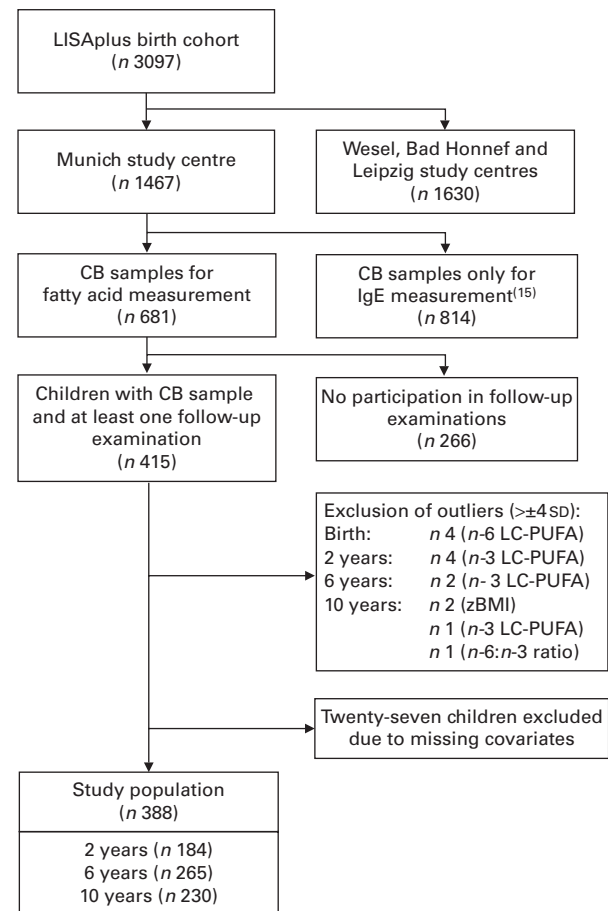 LISAplus birth cohort
(n 3097)
Munich study centre
(n 1467)
Wesel, Bad Honnef and
Leipzig study centres
(n 1630)
CB samples for
fatty acid measurement
(n 681)
CB samples only for
IgE measurement(15)
(n 814)
Children with CB sample
and at least one follow-up
examination
(n 415)
No participation in follow-up
examinations
(n 266)
Exclusion of outliers (>±4 SD):
Birth: n 4 (n-6 LC-PUFA)
2 years: n 4 (n-3 LC-PUFA)
6 years: n 2 (n- 3 LC-PUFA)
10 years: n 2 (zBMI)
n 1 (n-3 LC-PUFA)
n 1 (n-6:n-3 ratio)
Twenty-seven children excluded
due to missing covariates
Study population
(n 388)
2 years (n 184)
6 years (n 265)
10 years (n 230)